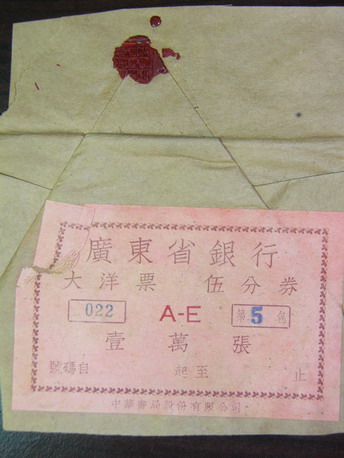 廣東省銀行
大洋票 伍分券
022 A-E 第5包
壹萬張
號碼自 起至 止
中華書局股份有限公司